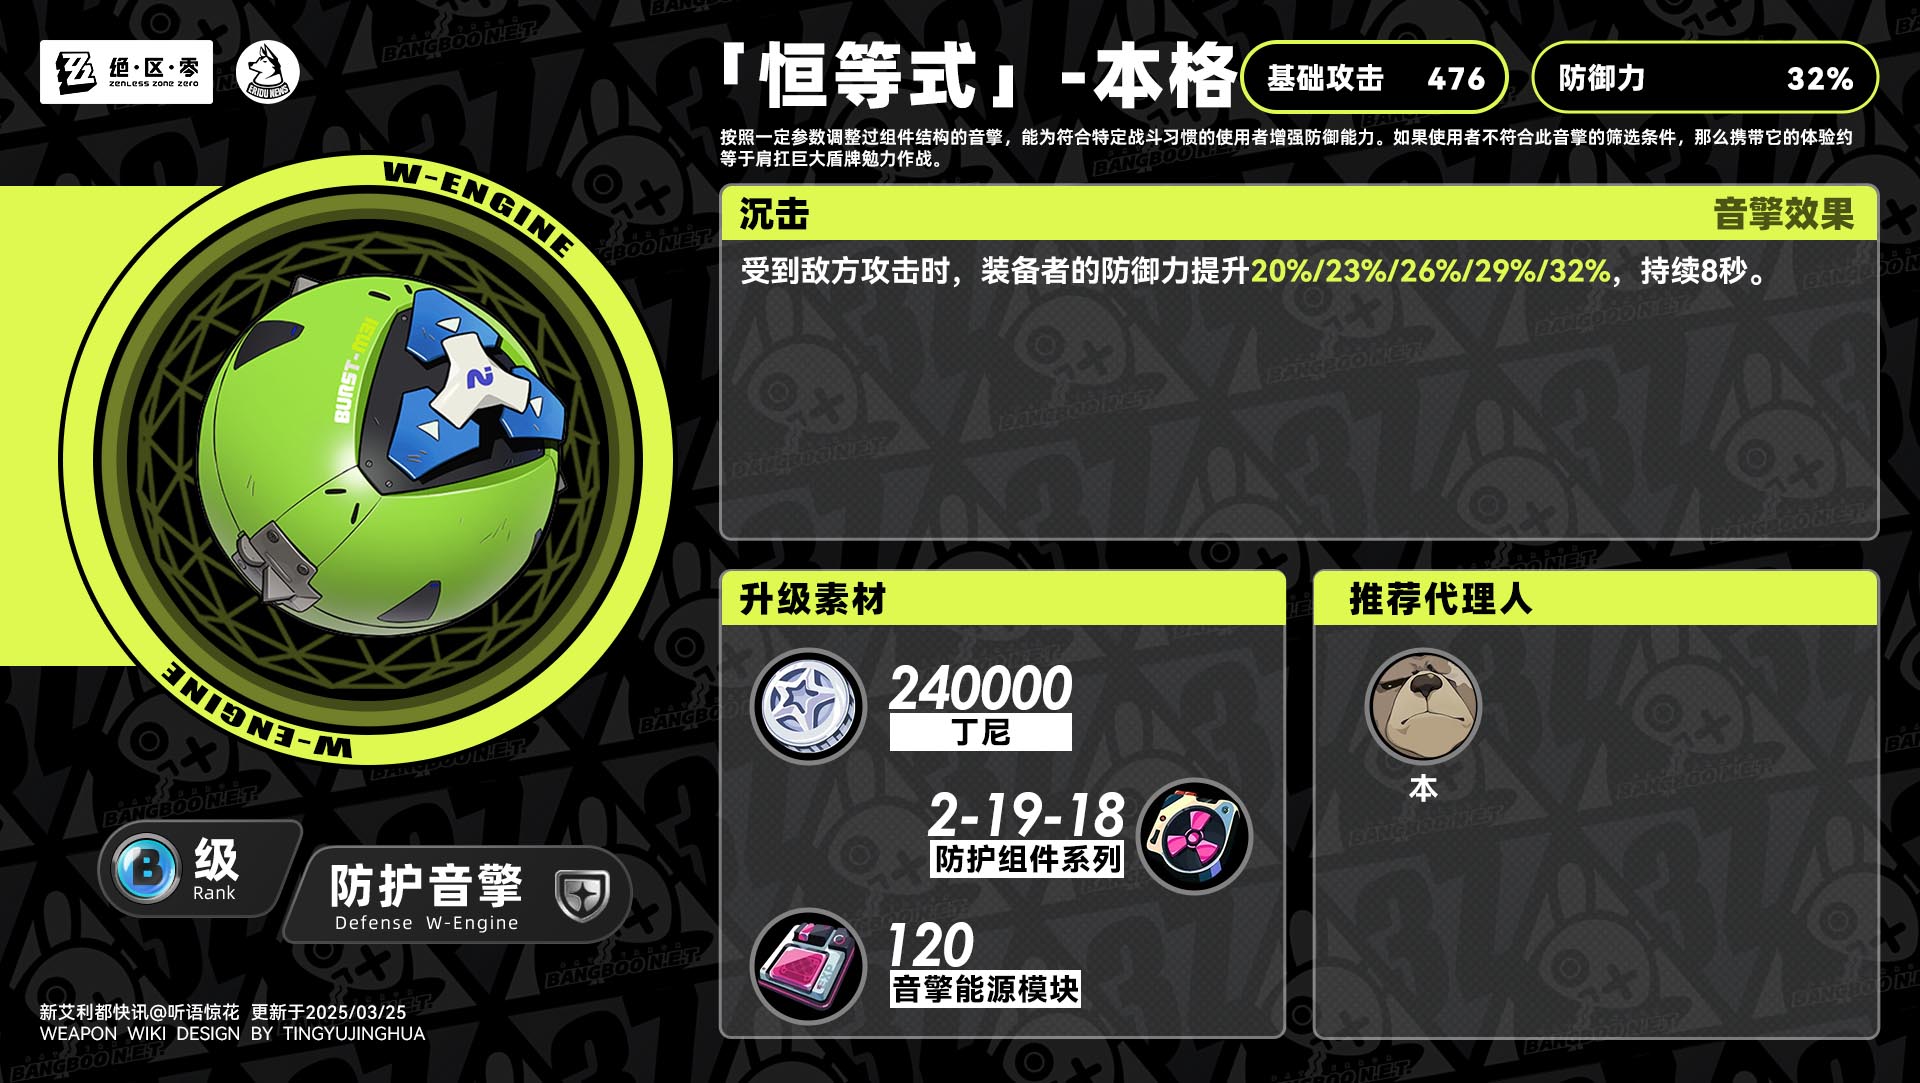 绝·区·零
ZENLESS ZONE ZERO
ERIDU NEWS
「恒等式」-本格
基础攻击 476
防御力 32%
按照一定参数调整过组件结构的音擎，能为符合特定战斗习惯的使用者增强防御能力。如果使用者不符合此音擎的筛选条件，那么携带它的体验约
等于肩扛巨大盾牌勉力作战。
W-ENGINE
BURST-M31
W-ENGINE
沉击 音擎效果
受到敌方攻击时，装备者的防御力提升20%/23%/26%/29%/32%，持续8秒。
升级素材
240000
丁尼
2-19-18
防护组件系列
120
音擎能源模块
推荐代理人
本
B 级
Rank
防护音擎
Defense W-Engine
新艾利都快讯@听语惊花 更新于2025/03/25
WEAPON WIKI DESIGN BY TINGYUJINGHUA
BANGBOO N.E.T.